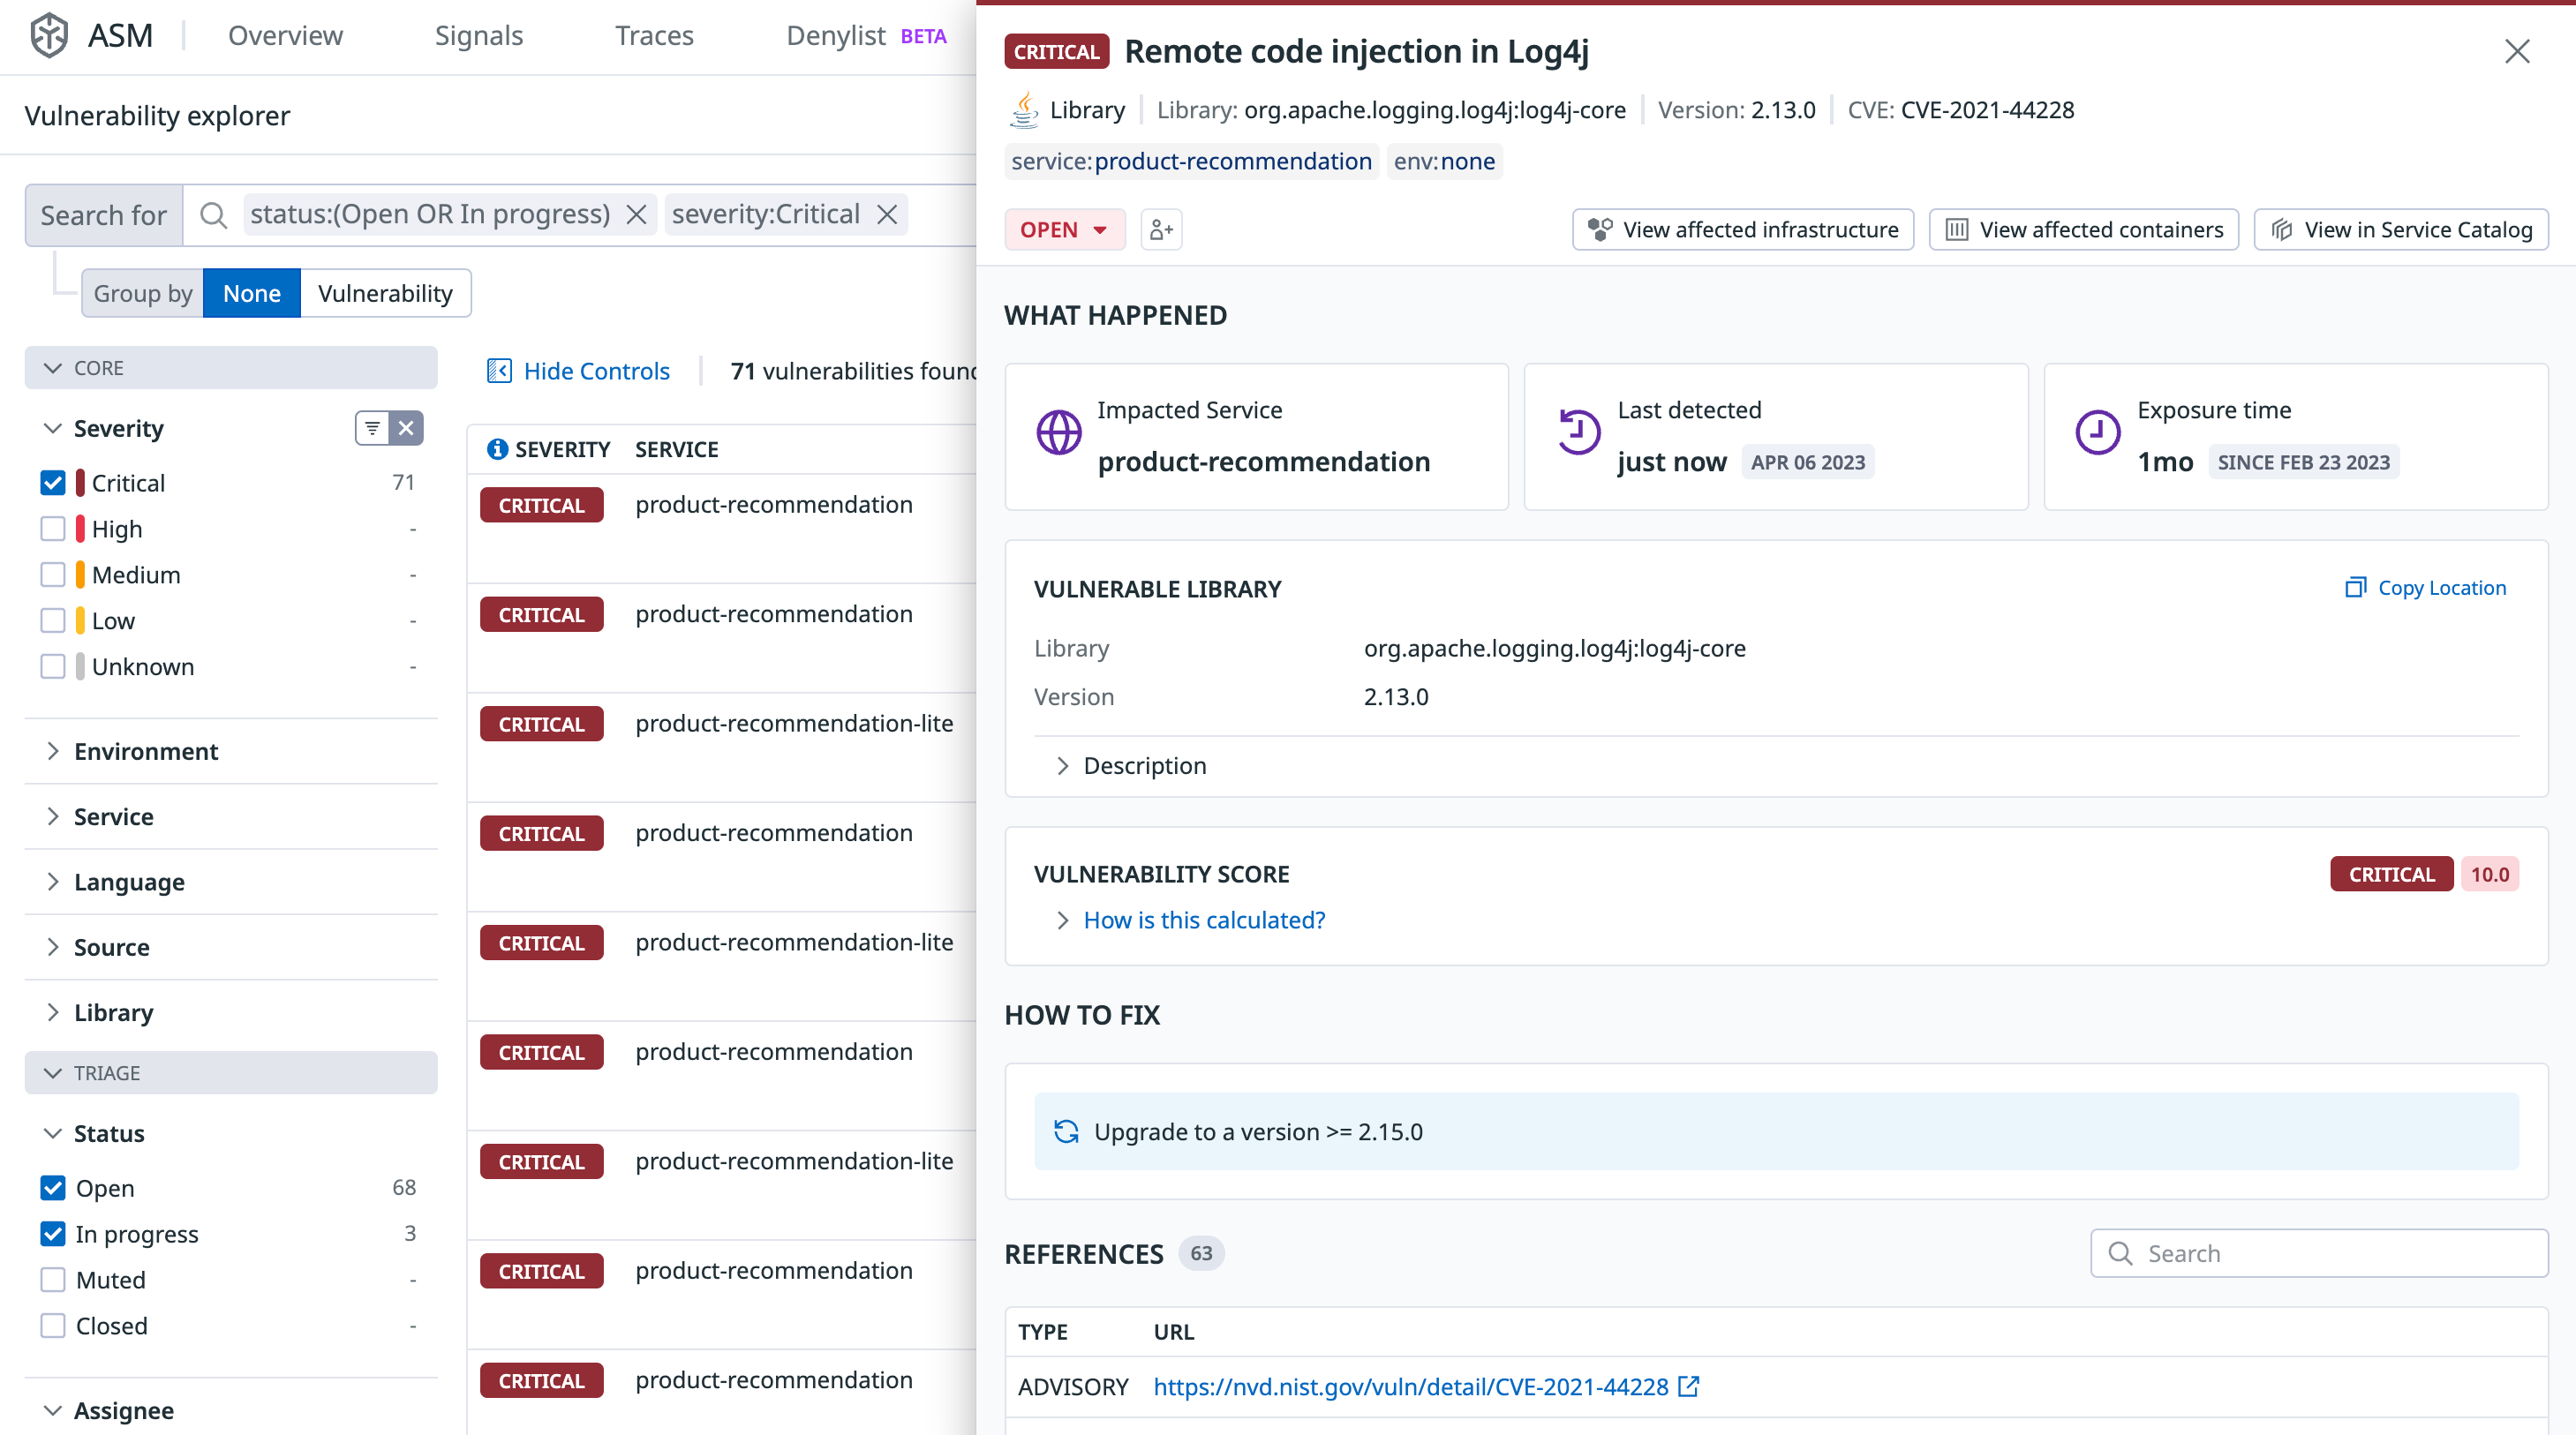 ASM Overview Signals Traces Denylist BETA
Vulnerability explorer
Search for status:(Open OR In progress) severity:Critical
Group by None Vulnerability
CORE
Severity
Critical 71
High -
Medium -
Low -
Unknown -
Environment
Service
Language
Source
Library
TRIAGE
Status
Open 68
In progress 3
Muted -
Closed -
Assignee
Hide Controls 71 vulnerabilities found
SEVERITY SERVICE
CRITICAL product-recommendation
CRITICAL product-recommendation
CRITICAL product-recommendation-lite
CRITICAL product-recommendation
CRITICAL product-recommendation-lite
CRITICAL product-recommendation
CRITICAL product-recommendation-lite
CRITICAL product-recommendation
CRITICAL product-recommendation
CRITICAL Remote code injection in Log4j
Library Library: org.apache.logging.log4j:log4j-core Version: 2.13.0 CVE: CVE-2021-44228
service:product-recommendation env:none
OPEN View affected infrastructure View affected containers View in Service Catalog
WHAT HAPPENED
Impacted Service
product-recommendation
Last detected
just now APR 06 2023
Exposure time
1mo SINCE FEB 23 2023
VULNERABLE LIBRARY Copy Location
Library org.apache.logging.log4j:log4j-core
Version 2.13.0
Description
VULNERABILITY SCORE CRITICAL 10.0
How is this calculated?
HOW TO FIX
Upgrade to a version >= 2.15.0
REFERENCES 63 Search
TYPE URL
ADVISORY https://nvd.nist.gov/vuln/detail/CVE-2021-44228